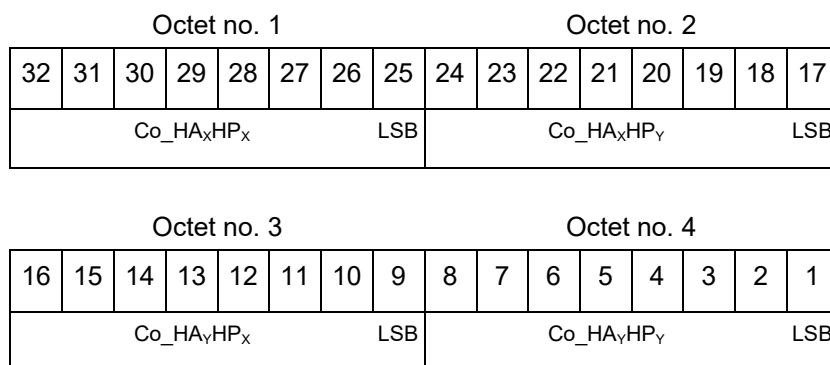 Octet no. 1 Octet no. 2
32 31 30 29 28 27 26 25 24 23 22 21 20 19 18 17
Co_HAXHPX LSB Co_HAXHPY LSB
Octet no. 3 Octet no. 4
16 15 14 13 12 11 10 9 8 7 6 5 4 3 2 1
Co_HAYHPX LSB Co_HAYHPY LSB